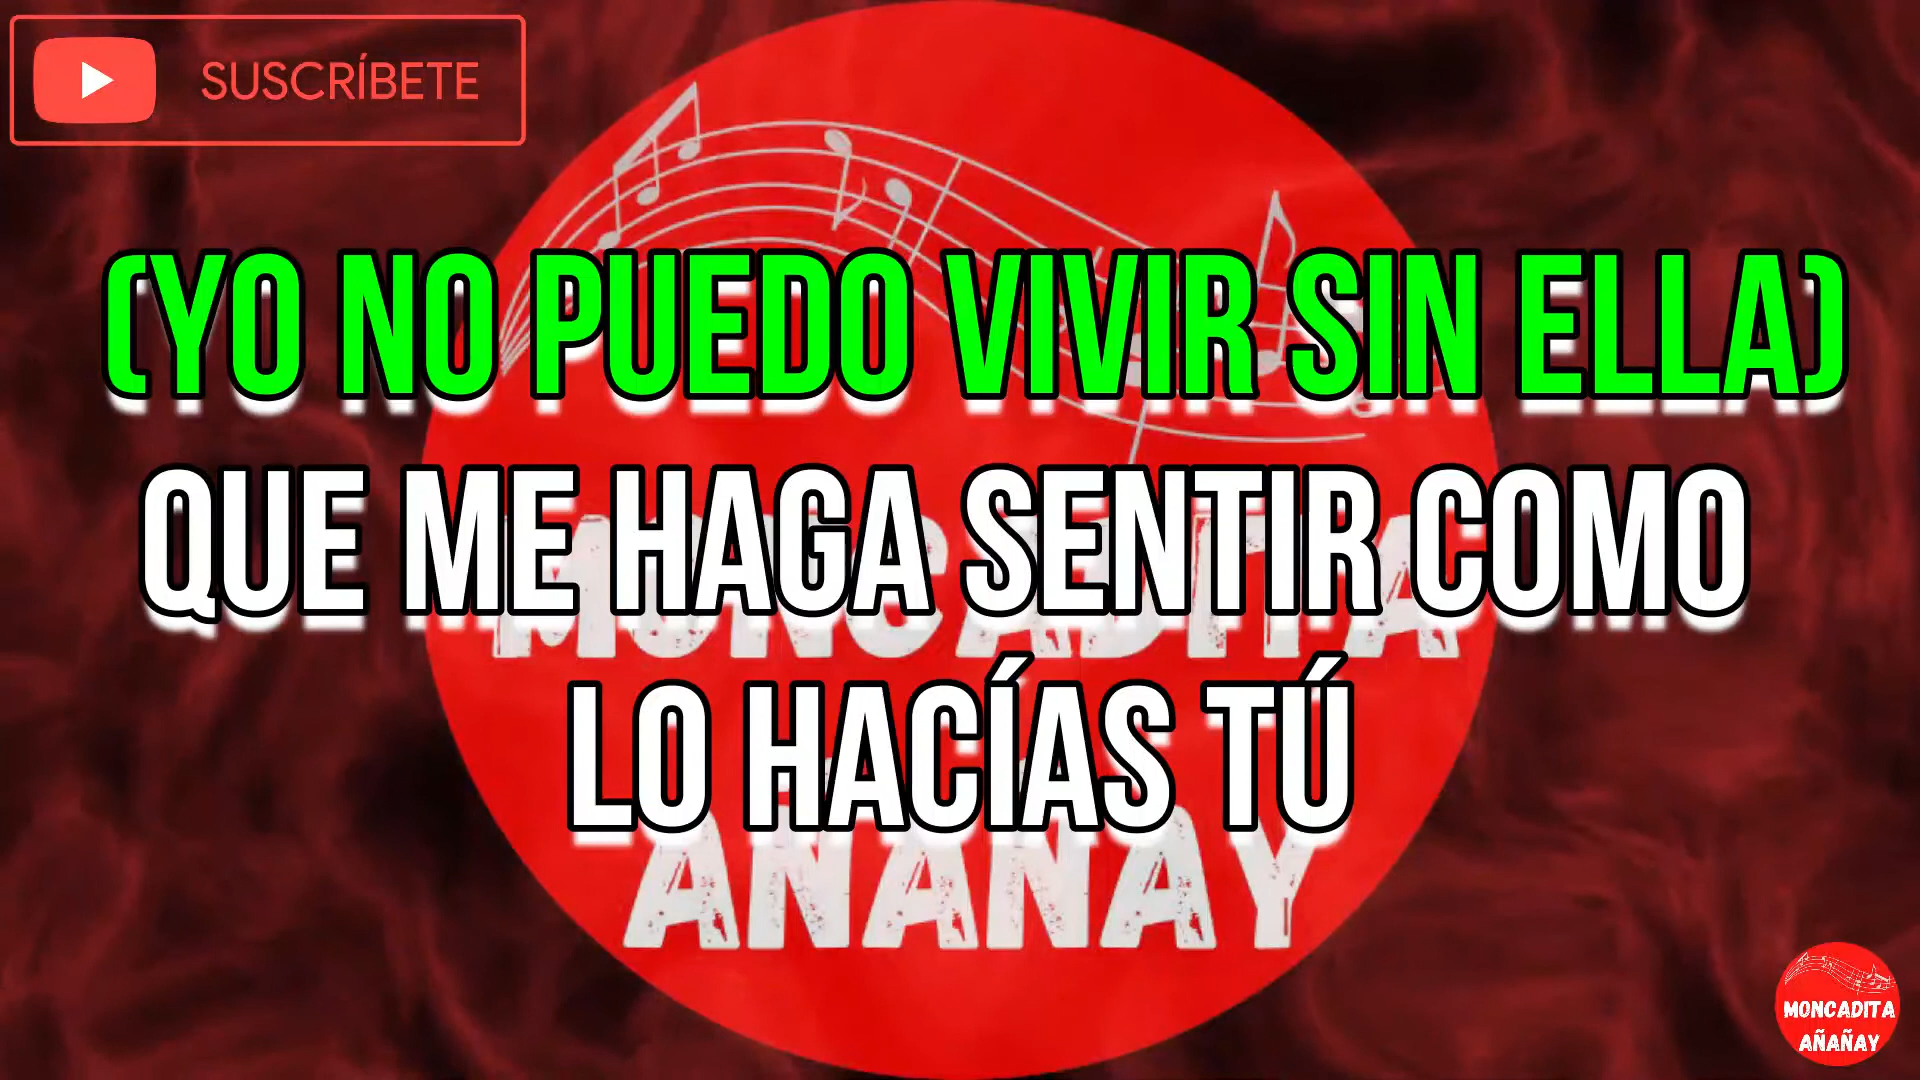 SUSCRÍBETE
(YO NO PUEDO VIVIR SIN ELLA)
QUE ME HAGA SENTIR COMO
MONCADITA
LO HACÍAS TÚ
AÑAÑAY
MONCADITA
AÑAÑAY